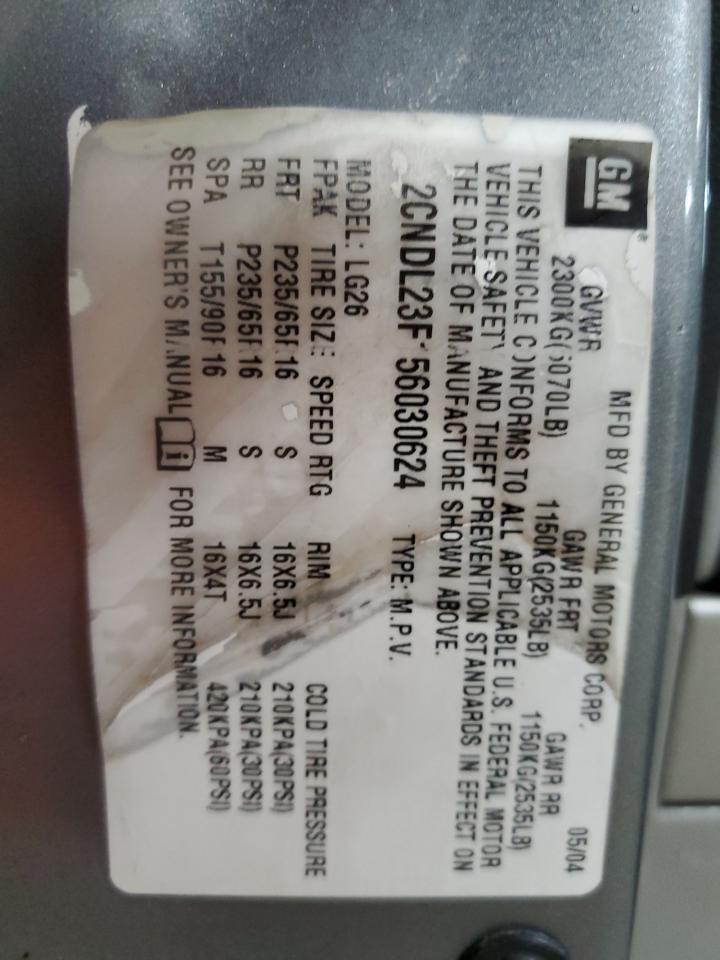 GM
MFD BY GENERAL MOTORS CORP. 05/04
GVWR GAWR FRT GAWR RR
2300KG(5070LB) 1150KG(2535LB) 1150KG(2535LB)
THIS VEHICLE CONFORMS TO ALL APPLICABLE U.S. FEDERAL MOTOR
VEHICLE SAFETY AND THEFT PREVENTION STANDARDS IN EFFECT ON
THE DATE OF MANUFACTURE SHOWN ABOVE.
2CNDL23F 56030624 TYPE: M.P.V.
MODEL: LG26
FPAK TIRE SIZE SPEED RTG RIM COLD TIRE PRESSURE
FRT P235/65R16 S 16X6.5J 210KPA(30PSI)
RR P235/65R16 S 16X6.5J 210KPA(30PSI)
SPA T155/90R16 M 16X4T 420KPA(60PSI)
SEE OWNER'S MANUAL i FOR MORE INFORMATION.